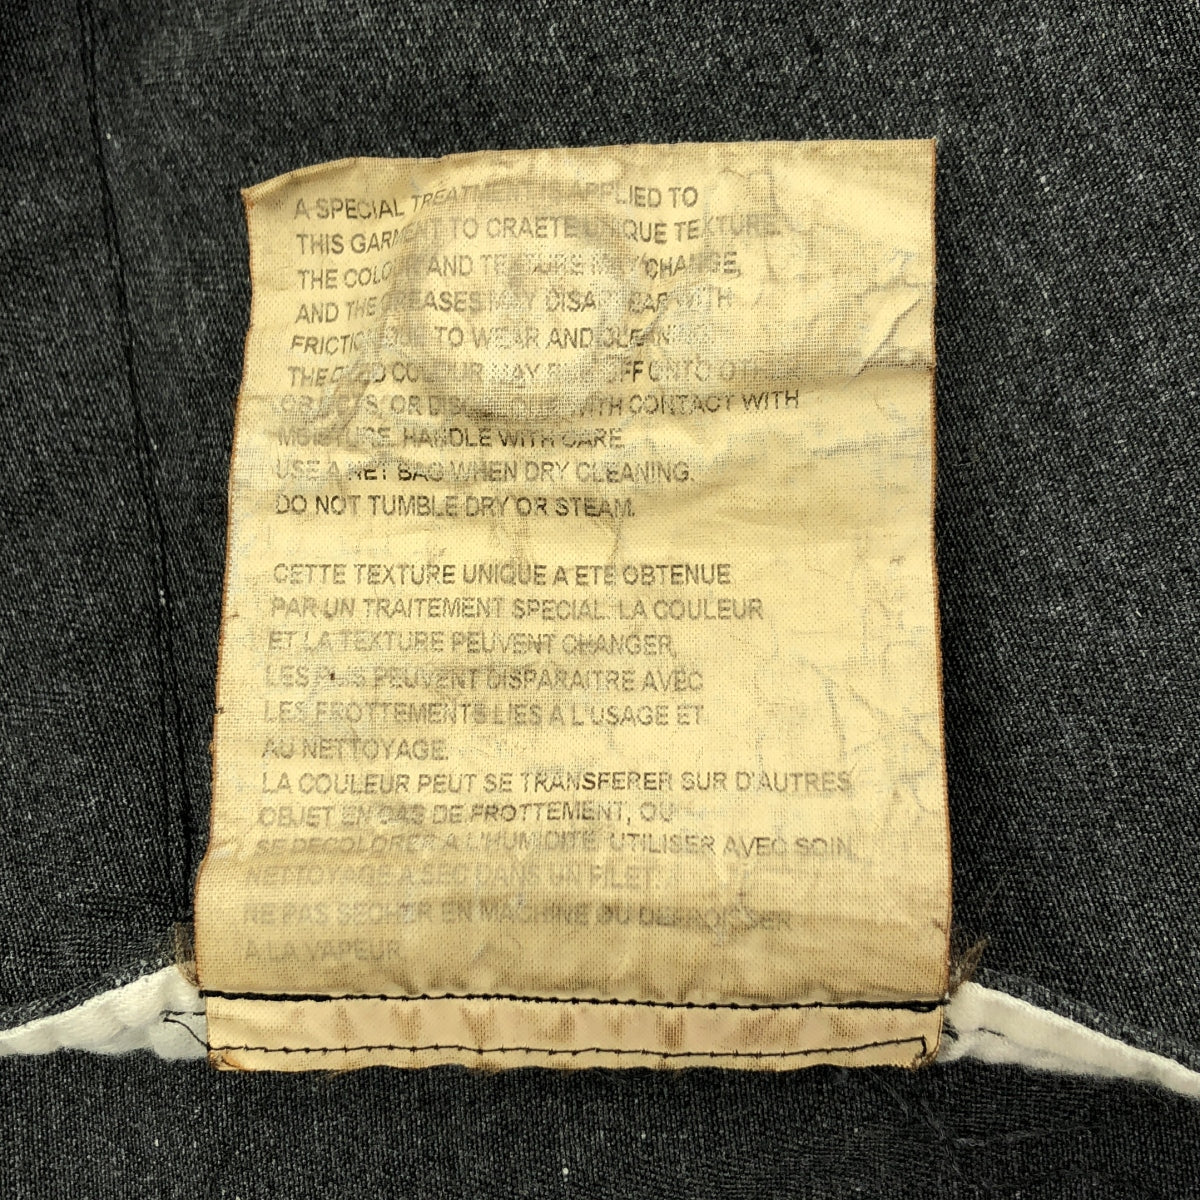 A SPECIAL TREATMENT IS APPLIED TO
THIS GARMENT TO CRAETE UNIQUE TEXTURE.
THE COLOUR AND TEXTURE MAY CHANGE,
AND THE CREASES MAY DISAPPEAR WITH
FRICTION DUE TO WEAR AND CLEANING.
THE COLOUR MAY RUB OFF ONTO
OBJECTS, OR DISCOLOUR WITH CONTACT WITH
MOISTURE. HANDLE WITH CARE
USE A NET BAG WHEN DRY CLEANING.
DO NOT TUMBLE DRY OR STEAM.
CETTE TEXTURE UNIQUE A ETE OBTENUE
PAR UN TRAITEMENT SPECIAL. LA COULEUR
ET LA TEXTURE PEUVENT CHANGER,
LES PLIS PEUVENT DISPARAITRE AVEC
LES FROTTEMENTS LIES A L'USAGE ET
AU NETTOYAGE.
LA COULEUR PEUT SE TRANSFERER SUR D'AUTRES
OBJET EN CAS DE FROTTEMENT, OU
SE DECOLORER A L'HUMIDITE. UTILISER AVEC SOIN.
NETTOYAGE A SEC DANS UN FILET.
NE PAS SECHER EN MACHINE OU DEFROISSER
A LA VAPEUR